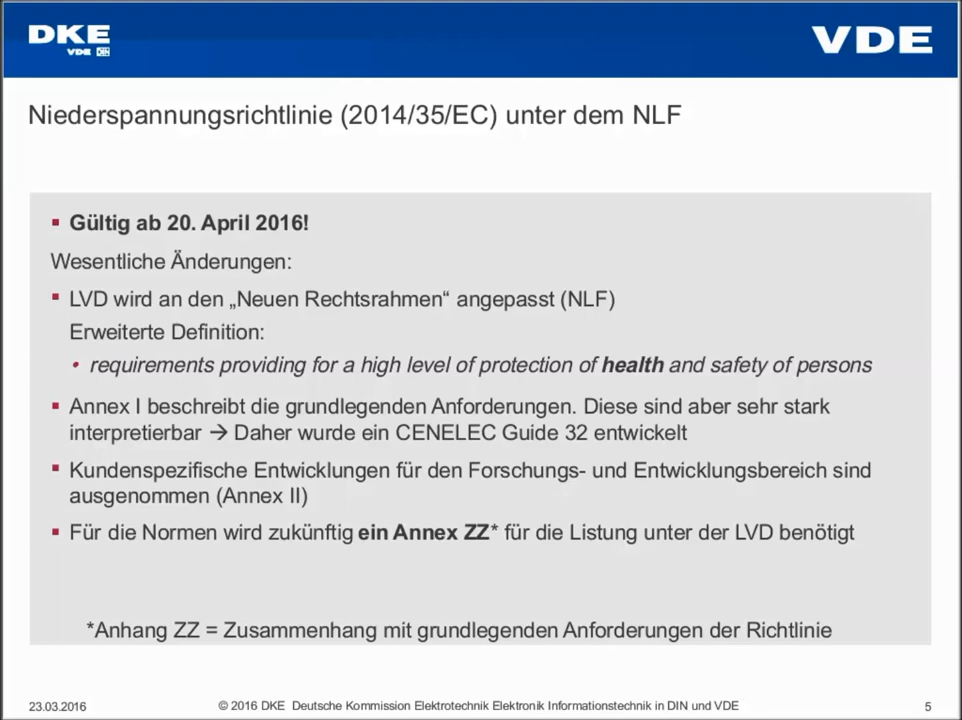 DKE
VDE DIN
VDE
Niederspannungsrichtlinie (2014/35/EC) unter dem NLF
▪ Gültig ab 20. April 2016!
Wesentliche Änderungen:
▪ LVD wird an den „Neuen Rechtsrahmen“ angepasst (NLF)
Erweiterte Definition:
• requirements providing for a high level of protection of health and safety of persons
▪ Annex I beschreibt die grundlegenden Anforderungen. Diese sind aber sehr stark
interpretierbar → Daher wurde ein CENELEC Guide 32 entwickelt
▪ Kundenspezifische Entwicklungen für den Forschungs- und Entwicklungsbereich sind
ausgenommen (Annex II)
▪ Für die Normen wird zukünftig ein Annex ZZ* für die Listung unter der LVD benötigt
*Anhang ZZ = Zusammenhang mit grundlegenden Anforderungen der Richtlinie
23.03.2016
© 2016 DKE Deutsche Kommission Elektrotechnik Elektronik Informationstechnik in DIN und VDE
5